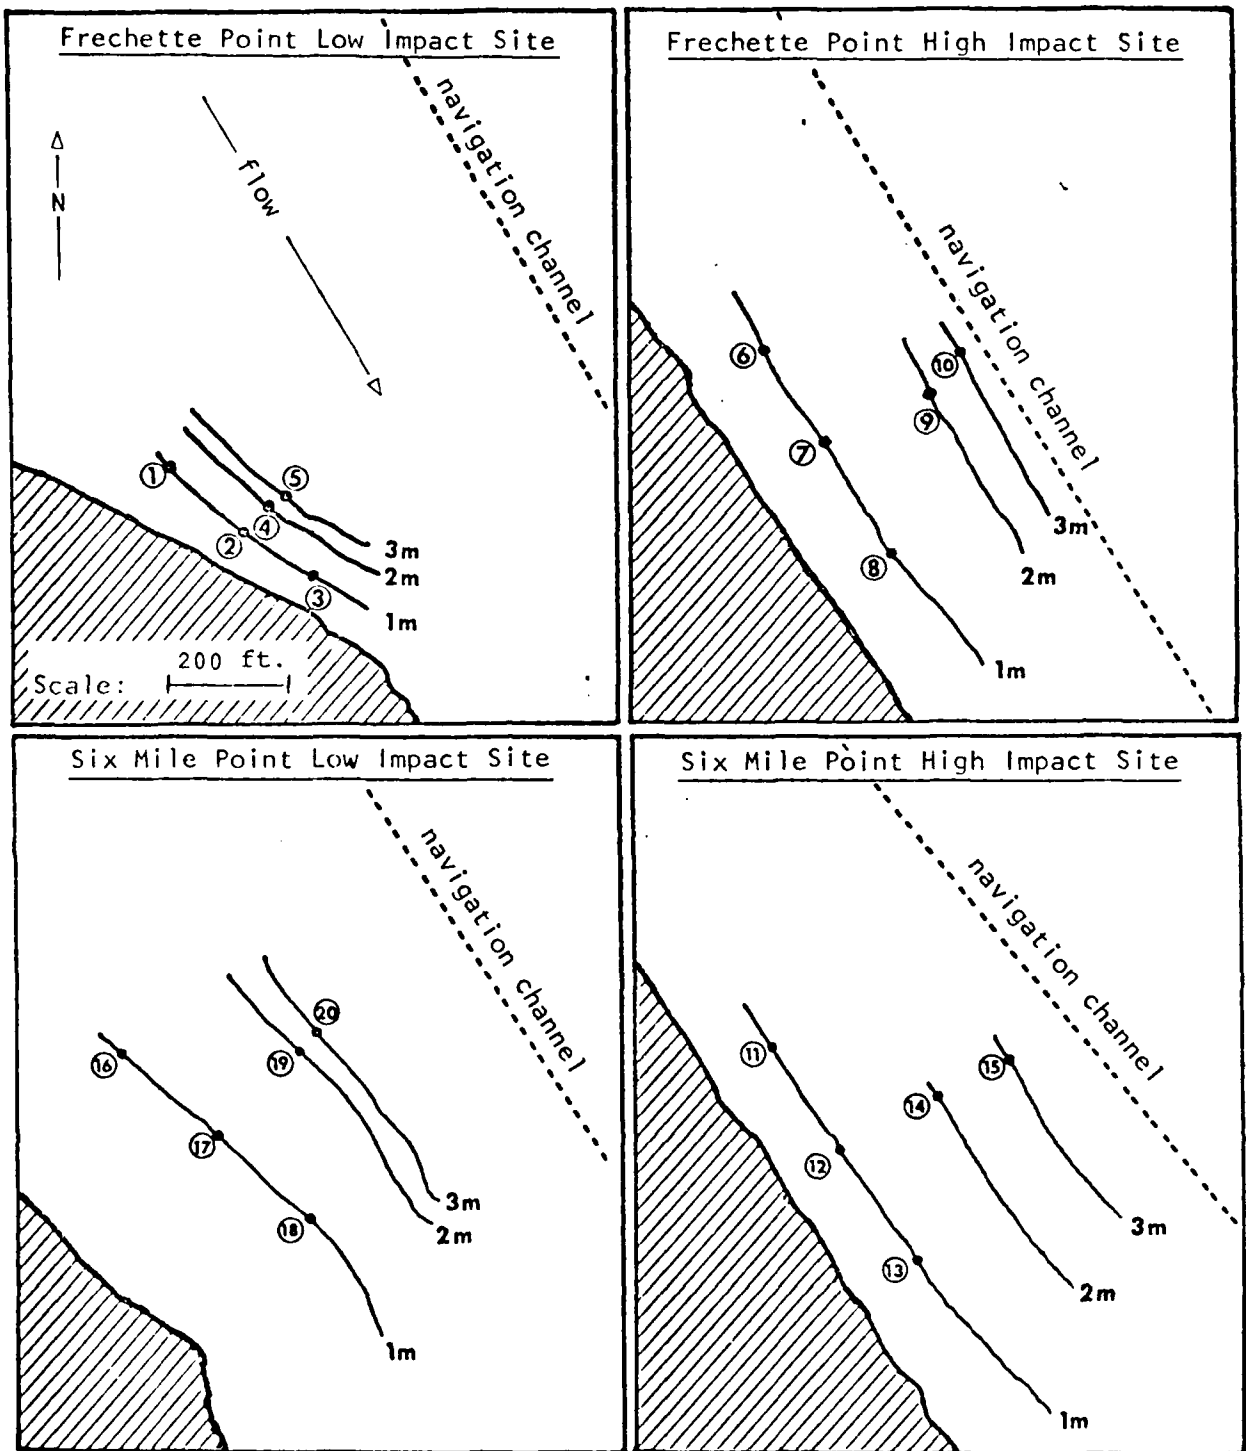 Frechette Point Low Impact Site
navigation channel
flow
N
1
2
3
4
5
3m
2m
1m
200 ft.
Scale:
Frechette Point High Impact Site
navigation channel
6
7
8
9
10
3m
2m
1m
Six Mile Point Low Impact Site
navigation channel
16
17
18
19
20
3m
2m
1m
Six Mile Point High Impact Site
navigation channel
11
12
13
14
15
3m
2m
1m